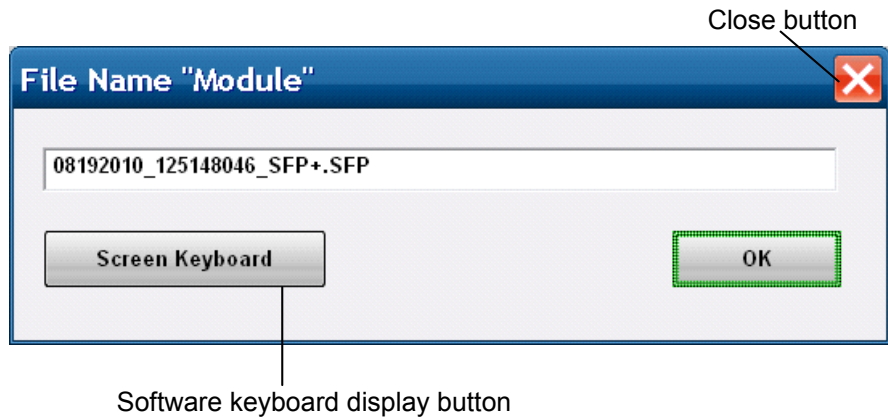 Close button
File Name "Module"
08192010_125148046_SFP+.SFP
Screen Keyboard
OK
Software keyboard display button